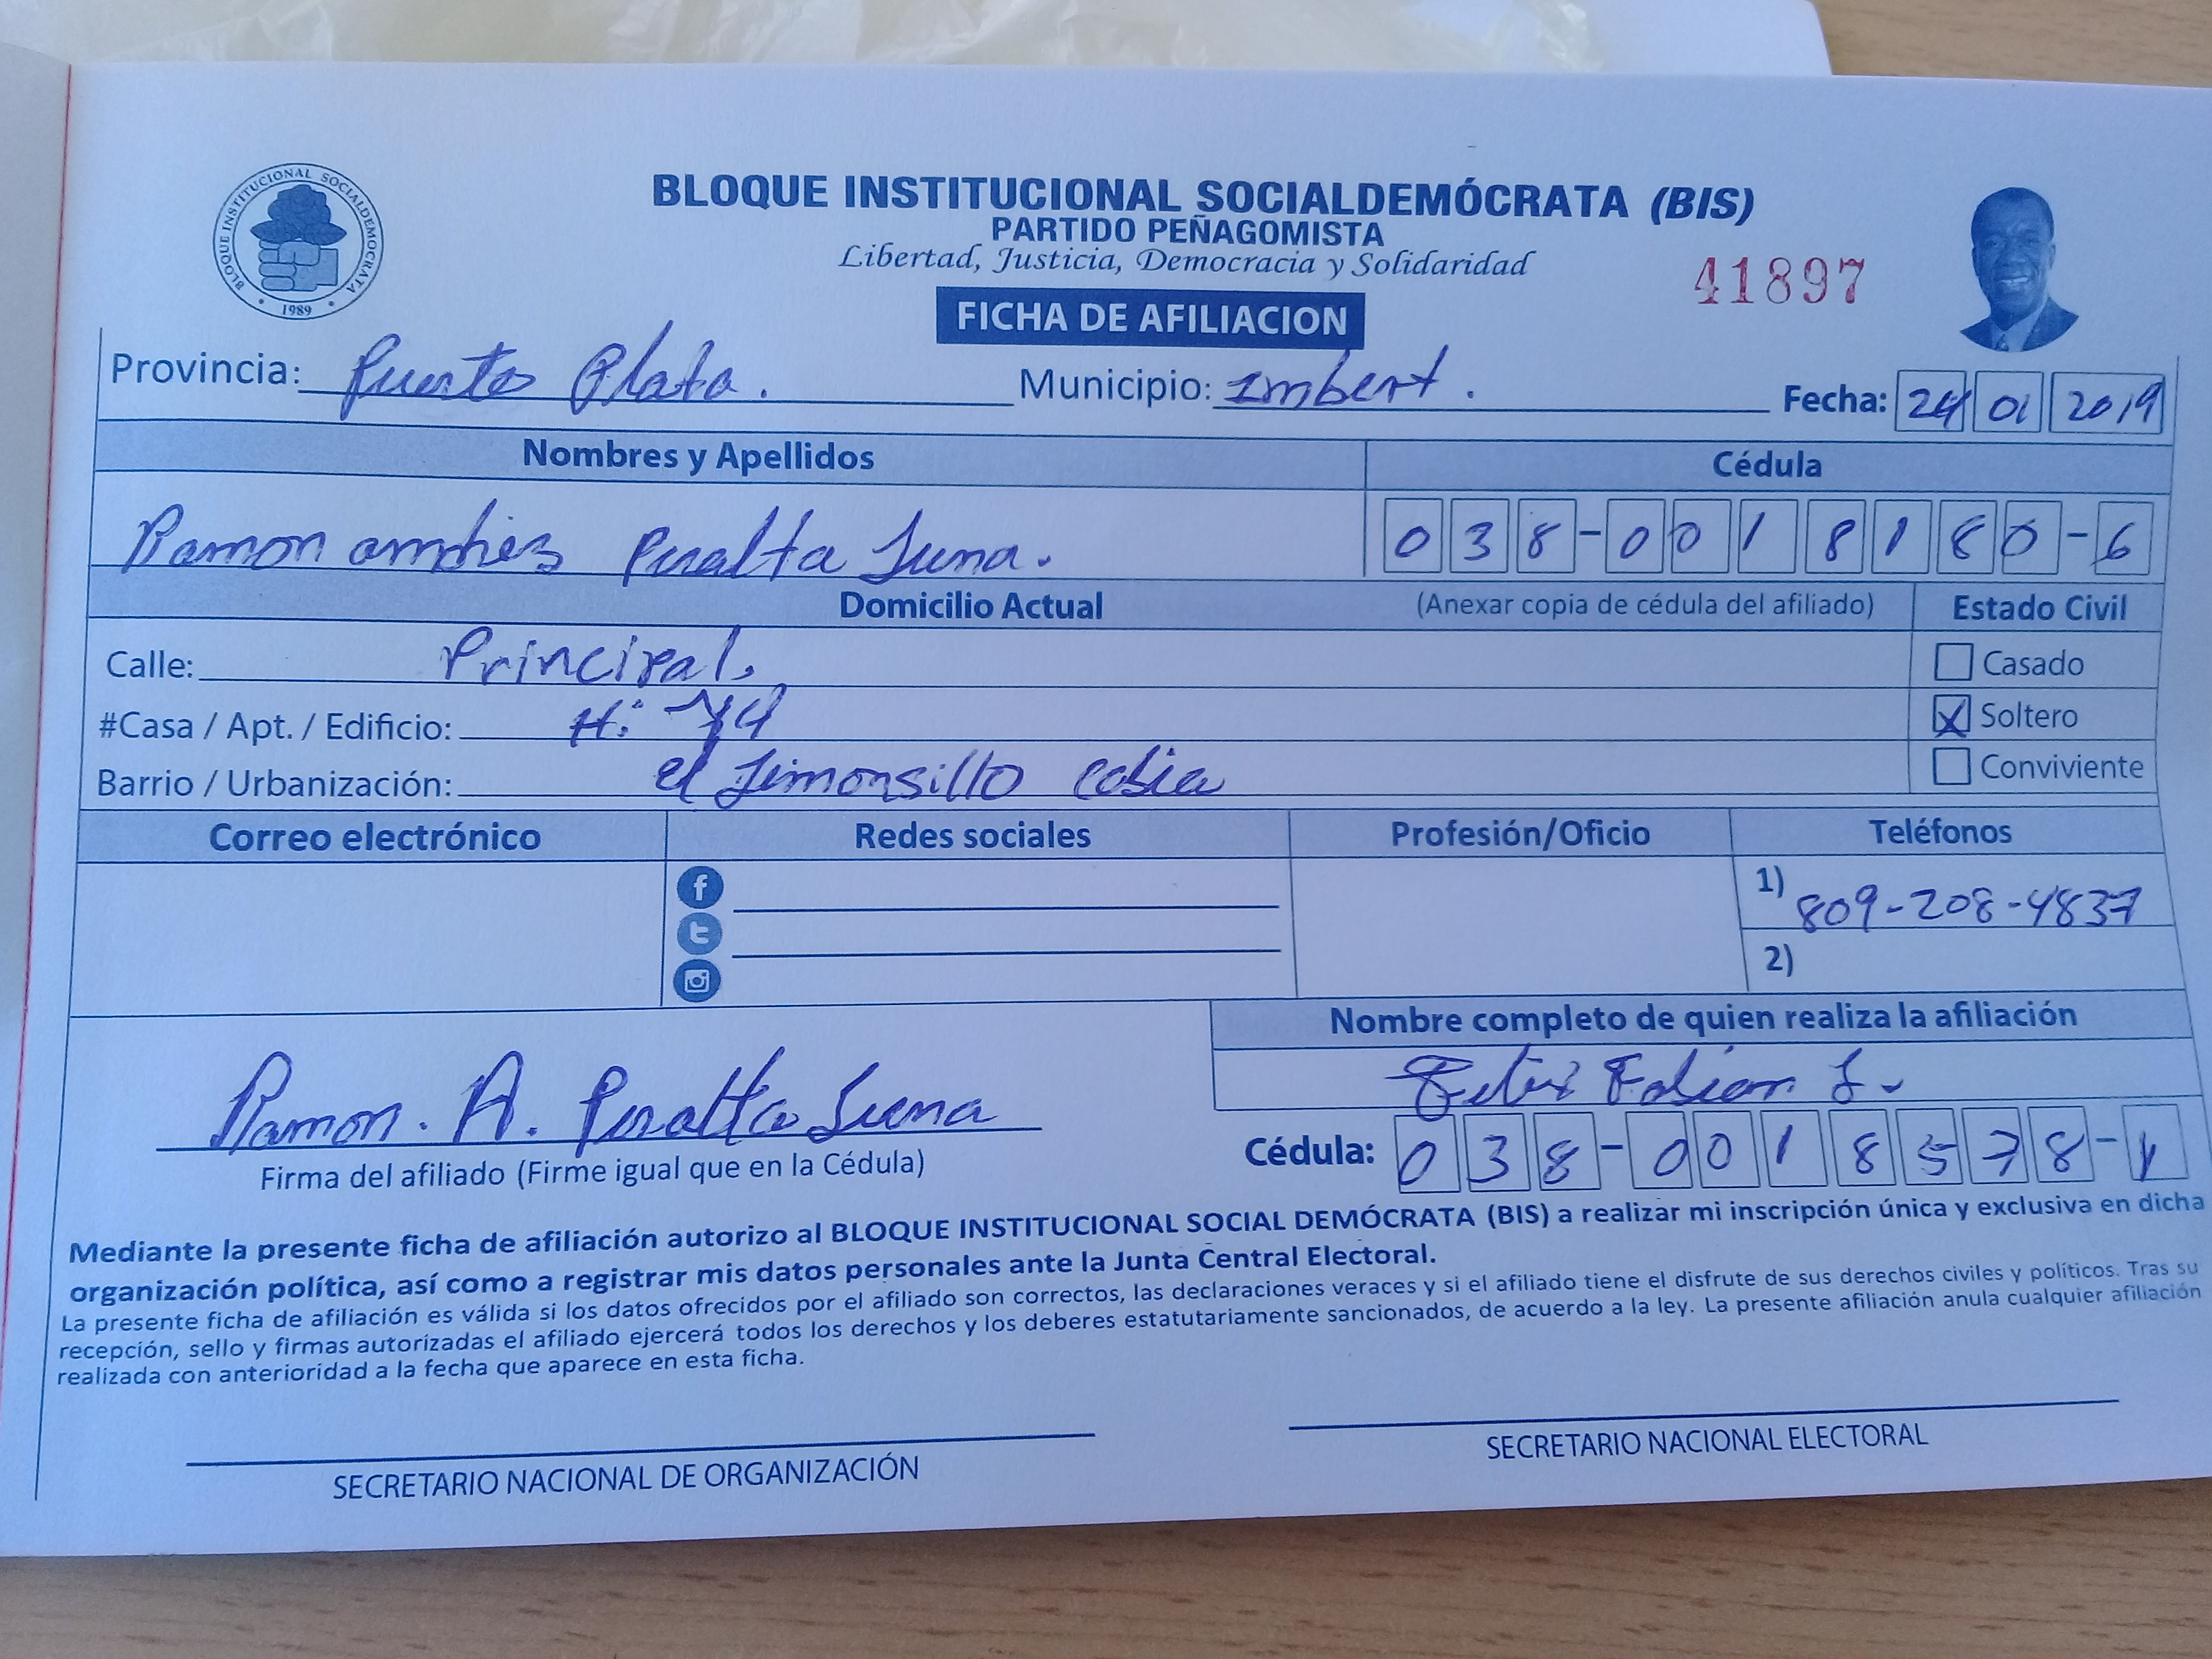 BLOQUE INSTITUCIONAL SOCIALDEMOCRATA
1989
BLOQUE INSTITUCIONAL SOCIALDEMÓCRATA (BIS)
PARTIDO PEÑAGOMISTA
Libertad, Justicia, Democracia y Solidaridad
41897
FICHA DE AFILIACION
Provincia: Puerto Plata. Municipio: Imbert. Fecha: 24 01 2019
Nombres y Apellidos Cédula
Ramon andres Peralta Luna. 038-0018180-6
Domicilio Actual (Anexar copia de cédula del afiliado) Estado Civil
Calle: Principal. Casado
#Casa / Apt. / Edificio: X Soltero
Barrio / Urbanización: el Limonsillo Conviviente
Correo electrónico Redes sociales Profesión/Oficio Teléfonos
1) 809-208-4837
2)
Nombre completo de quien realiza la afiliación
Felix Fabian
Ramon. A. Peralta Luna
Firma del afiliado (Firme igual que en la Cédula)
Cédula: 038-0018578-
Mediante la presente ficha de afiliación autorizo al BLOQUE INSTITUCIONAL SOCIAL DEMÓCRATA (BIS) a realizar mi inscripción única y exclusiva en dicha
organización política, así como a registrar mis datos personales ante la Junta Central Electoral.
La presente ficha de afiliación es válida si los datos ofrecidos por el afiliado son correctos, las declaraciones veraces y si el afiliado tiene el disfrute de sus derechos civiles y políticos. Tras su
recepción, sello y firmas autorizadas el afiliado ejercerá todos los derechos y los deberes estatutariamente sancionados, de acuerdo a la ley. La presente afiliación anula cualquier afiliación
realizada con anterioridad a la fecha que aparece en esta ficha.
SECRETARIO NACIONAL DE ORGANIZACIÓN
SECRETARIO NACIONAL ELECTORAL